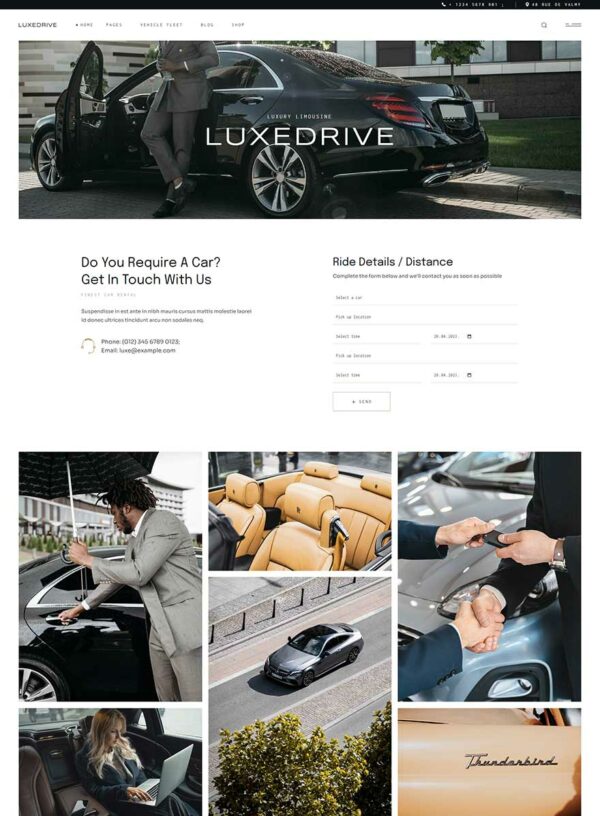 + 1234 5678 901 ;
48 RUE DE VALMY
LUXEDRIVE
HOME
PAGES
VEHICLE FLEET
BLOG
SHOP
LUXURY LIMOUSINE
LUXEDRIVE
Do You Require A Car?
Get In Touch With Us
FINEST CAR RENTAL
Suspendisse in est ante in nibh mauris cursus mattis molestie laoret
id donec ultrices tincidunt arcu non sodales neq.
Phone: (012) 345 6789 0123;
Email: luxe@example.com
Ride Details / Distance
Complete the form below and we'll contact you as soon as possible
Select a car
Pick up location
Select time
20.04.2023.
Pick up location
Select time
20.04.2023.
+ SEND
Thunderbird